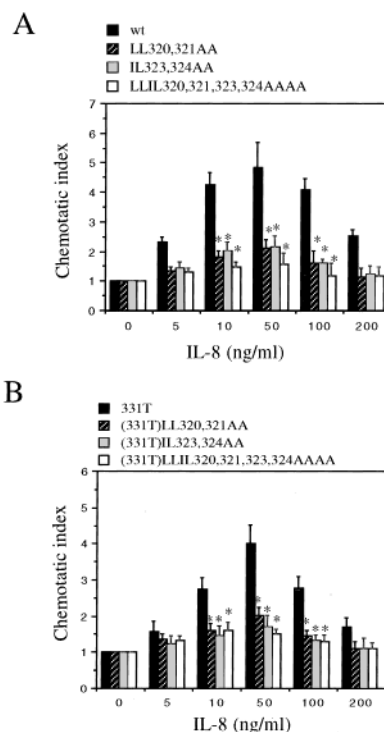 A
wt
LL320,321AA
IL323,324AA
LLIL320,321,323,324AAAA
Chemotatic index
7
6
5
4
3
2
1
0
* * *
* * *
* * *
0 5 10 50 100 200
IL-8 (ng/ml)
B
331T
(331T)LL320,321AA
(331T)IL323,324AA
(331T)LLIL320,321,323,324AAAA
Chemotatic index
6
5
4
3
2
1
0
* * *
* * *
* * *
0 5 10 50 100 200
IL-8 (ng/ml)